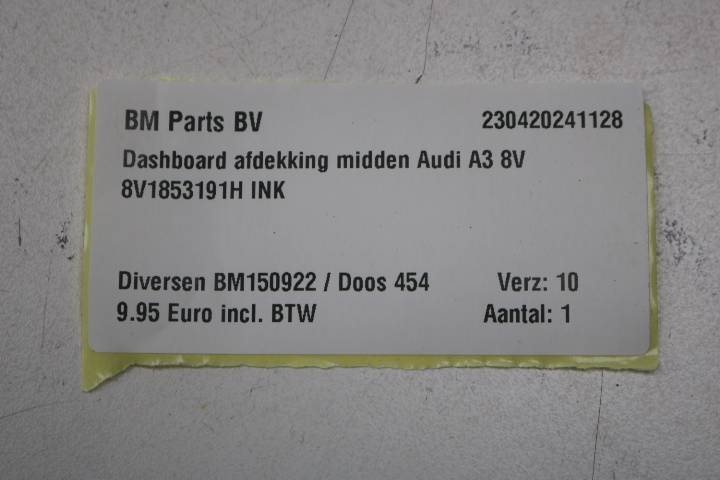 BM Parts BV 230420241128
Dashboard afdekking midden Audi A3 8V
8V1853191H INK
Diversen BM150922 / Doos 454 Verz: 10
9.95 Euro incl. BTW Aantal: 1